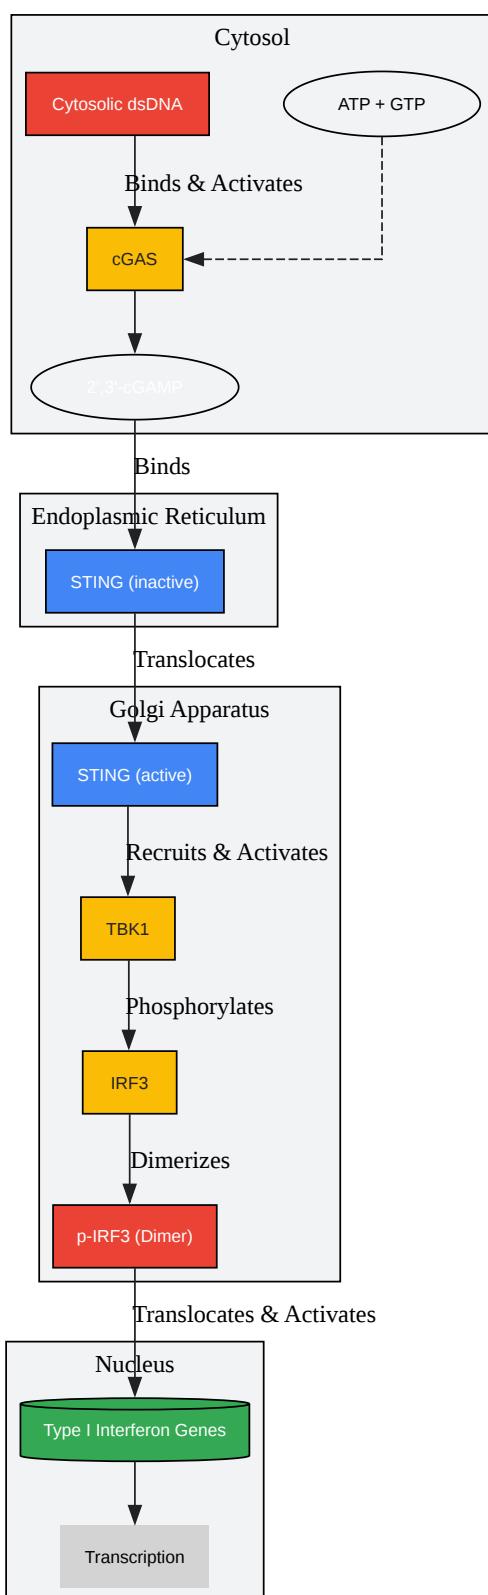 Cytosol
Cytosolic dsDNA
ATP + GTP
Binds & Activates
cGAS
2',3'-cGAMP
Binds
Endoplasmic Reticulum
STING (inactive)
Translocates
Golgi Apparatus
STING (active)
Recruits & Activates
TBK1
Phosphorylates
IRF3
Dimerizes
p-IRF3 (Dimer)
Translocates & Activates
Nucleus
Type I Interferon Genes
Transcription